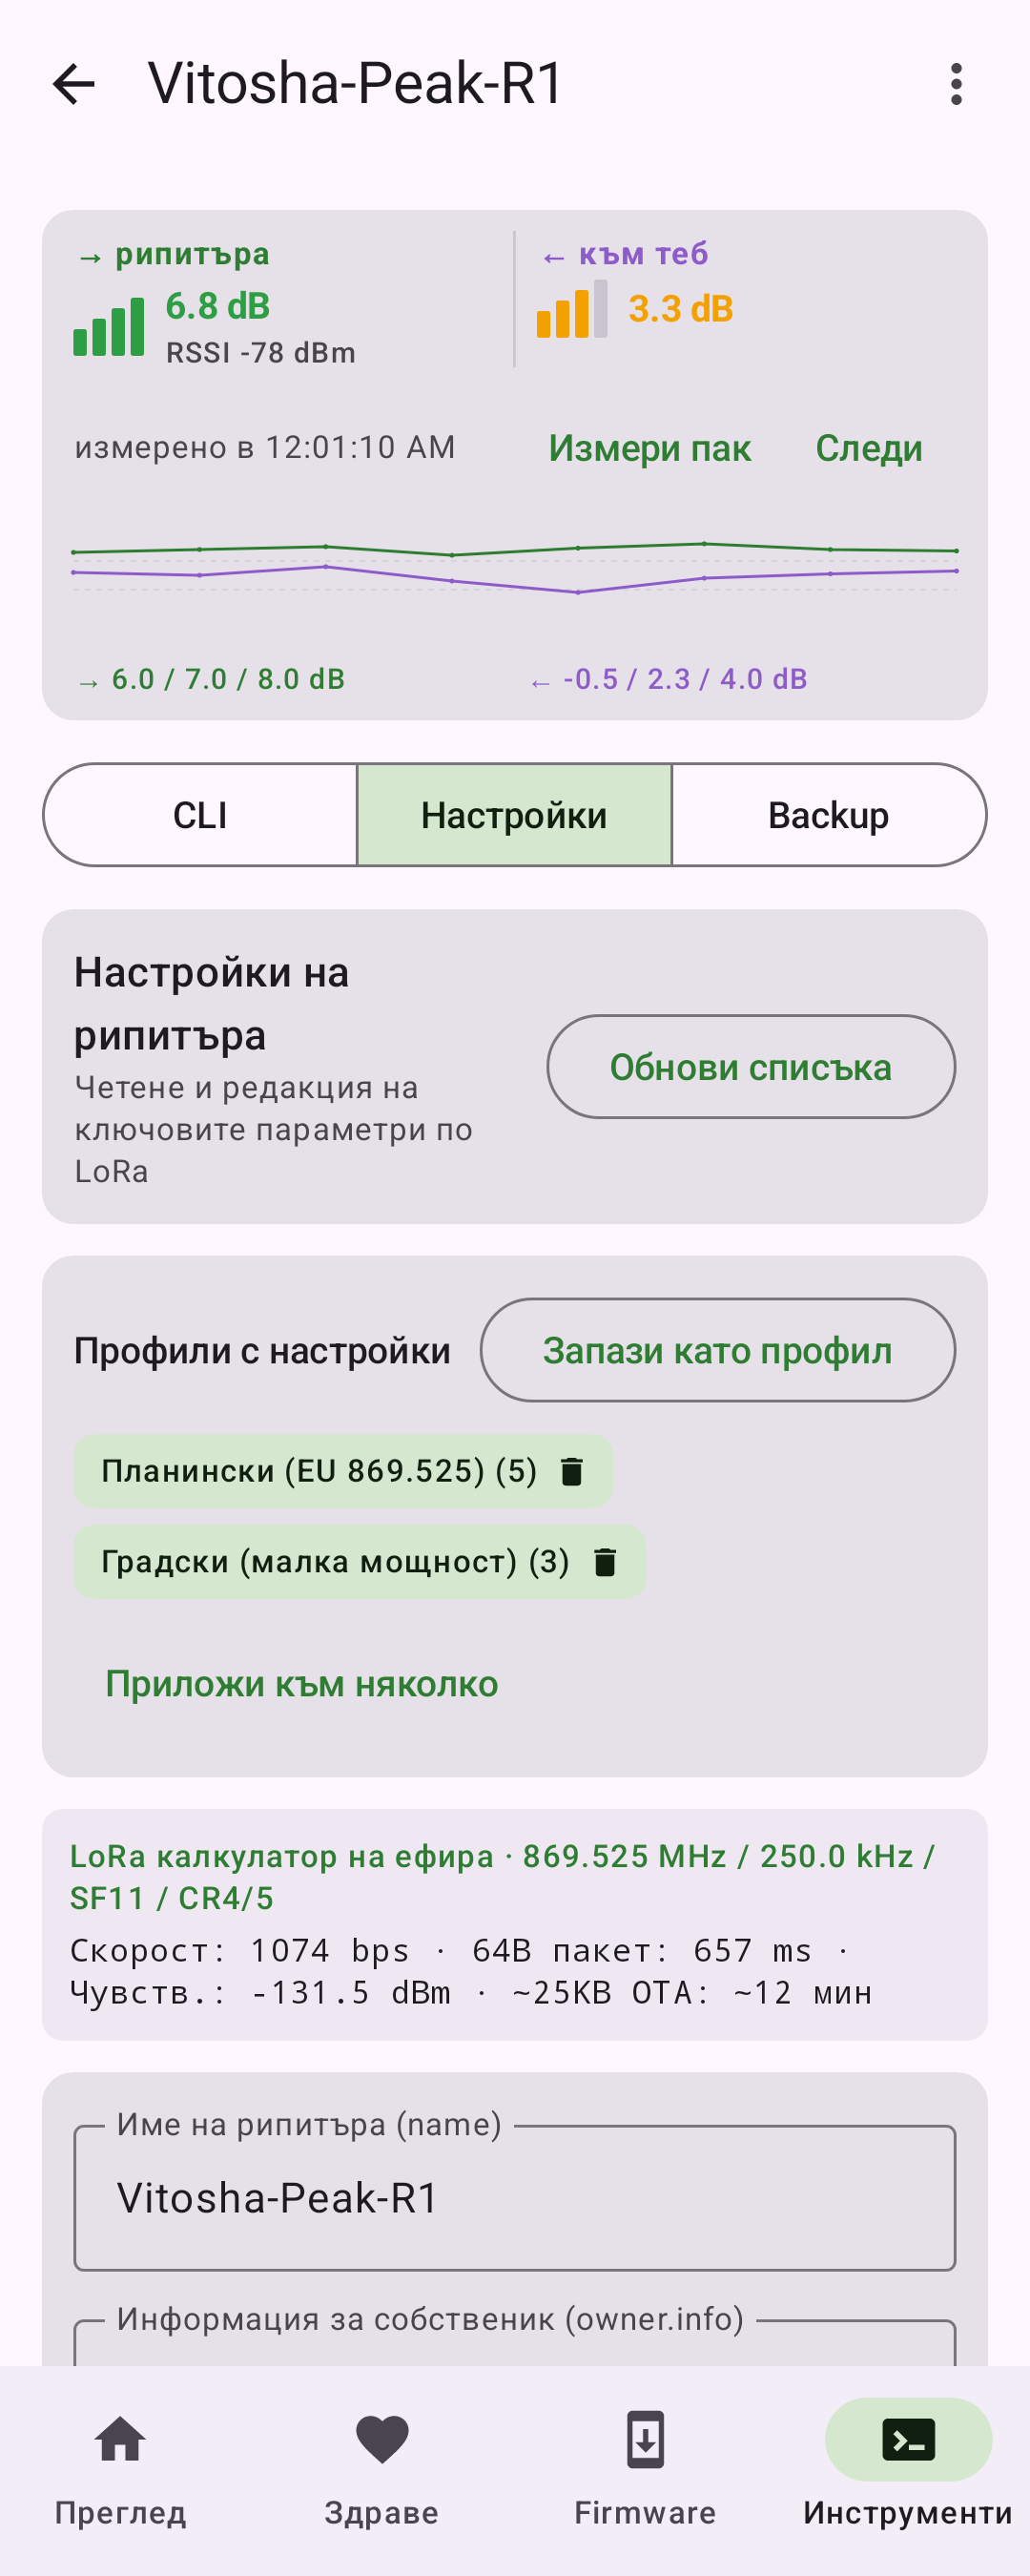 Vitosha-Peak-R1
→ рипитъра
6.8 dB
RSSI -78 dBm
← към теб
3.3 dB
измерено в 12:01:10 AM
Измери пак
Следи
→ 6.0 / 7.0 / 8.0 dB
← -0.5 / 2.3 / 4.0 dB
CLI
Настройки
Backup
Настройки на
рипитъра
Четене и редакция на
ключовите параметри по
LoRa
Обнови списъка
Профили с настройки
Запази като профил
Планински (EU 869.525) (5)
Градски (малка мощност) (3)
Приложи към няколко
LoRa калкулатор на ефира · 869.525 MHz / 250.0 kHz /
SF11 / CR4/5
Скорост: 1074 bps · 64B пакет: 657 ms ·
Чувств.: -131.5 dBm · ~25KB OTA: ~12 мин
Име на рипитъра (name)
Vitosha-Peak-R1
Информация за собственик (owner.info)
Преглед
Здраве
Firmware
Инструменти